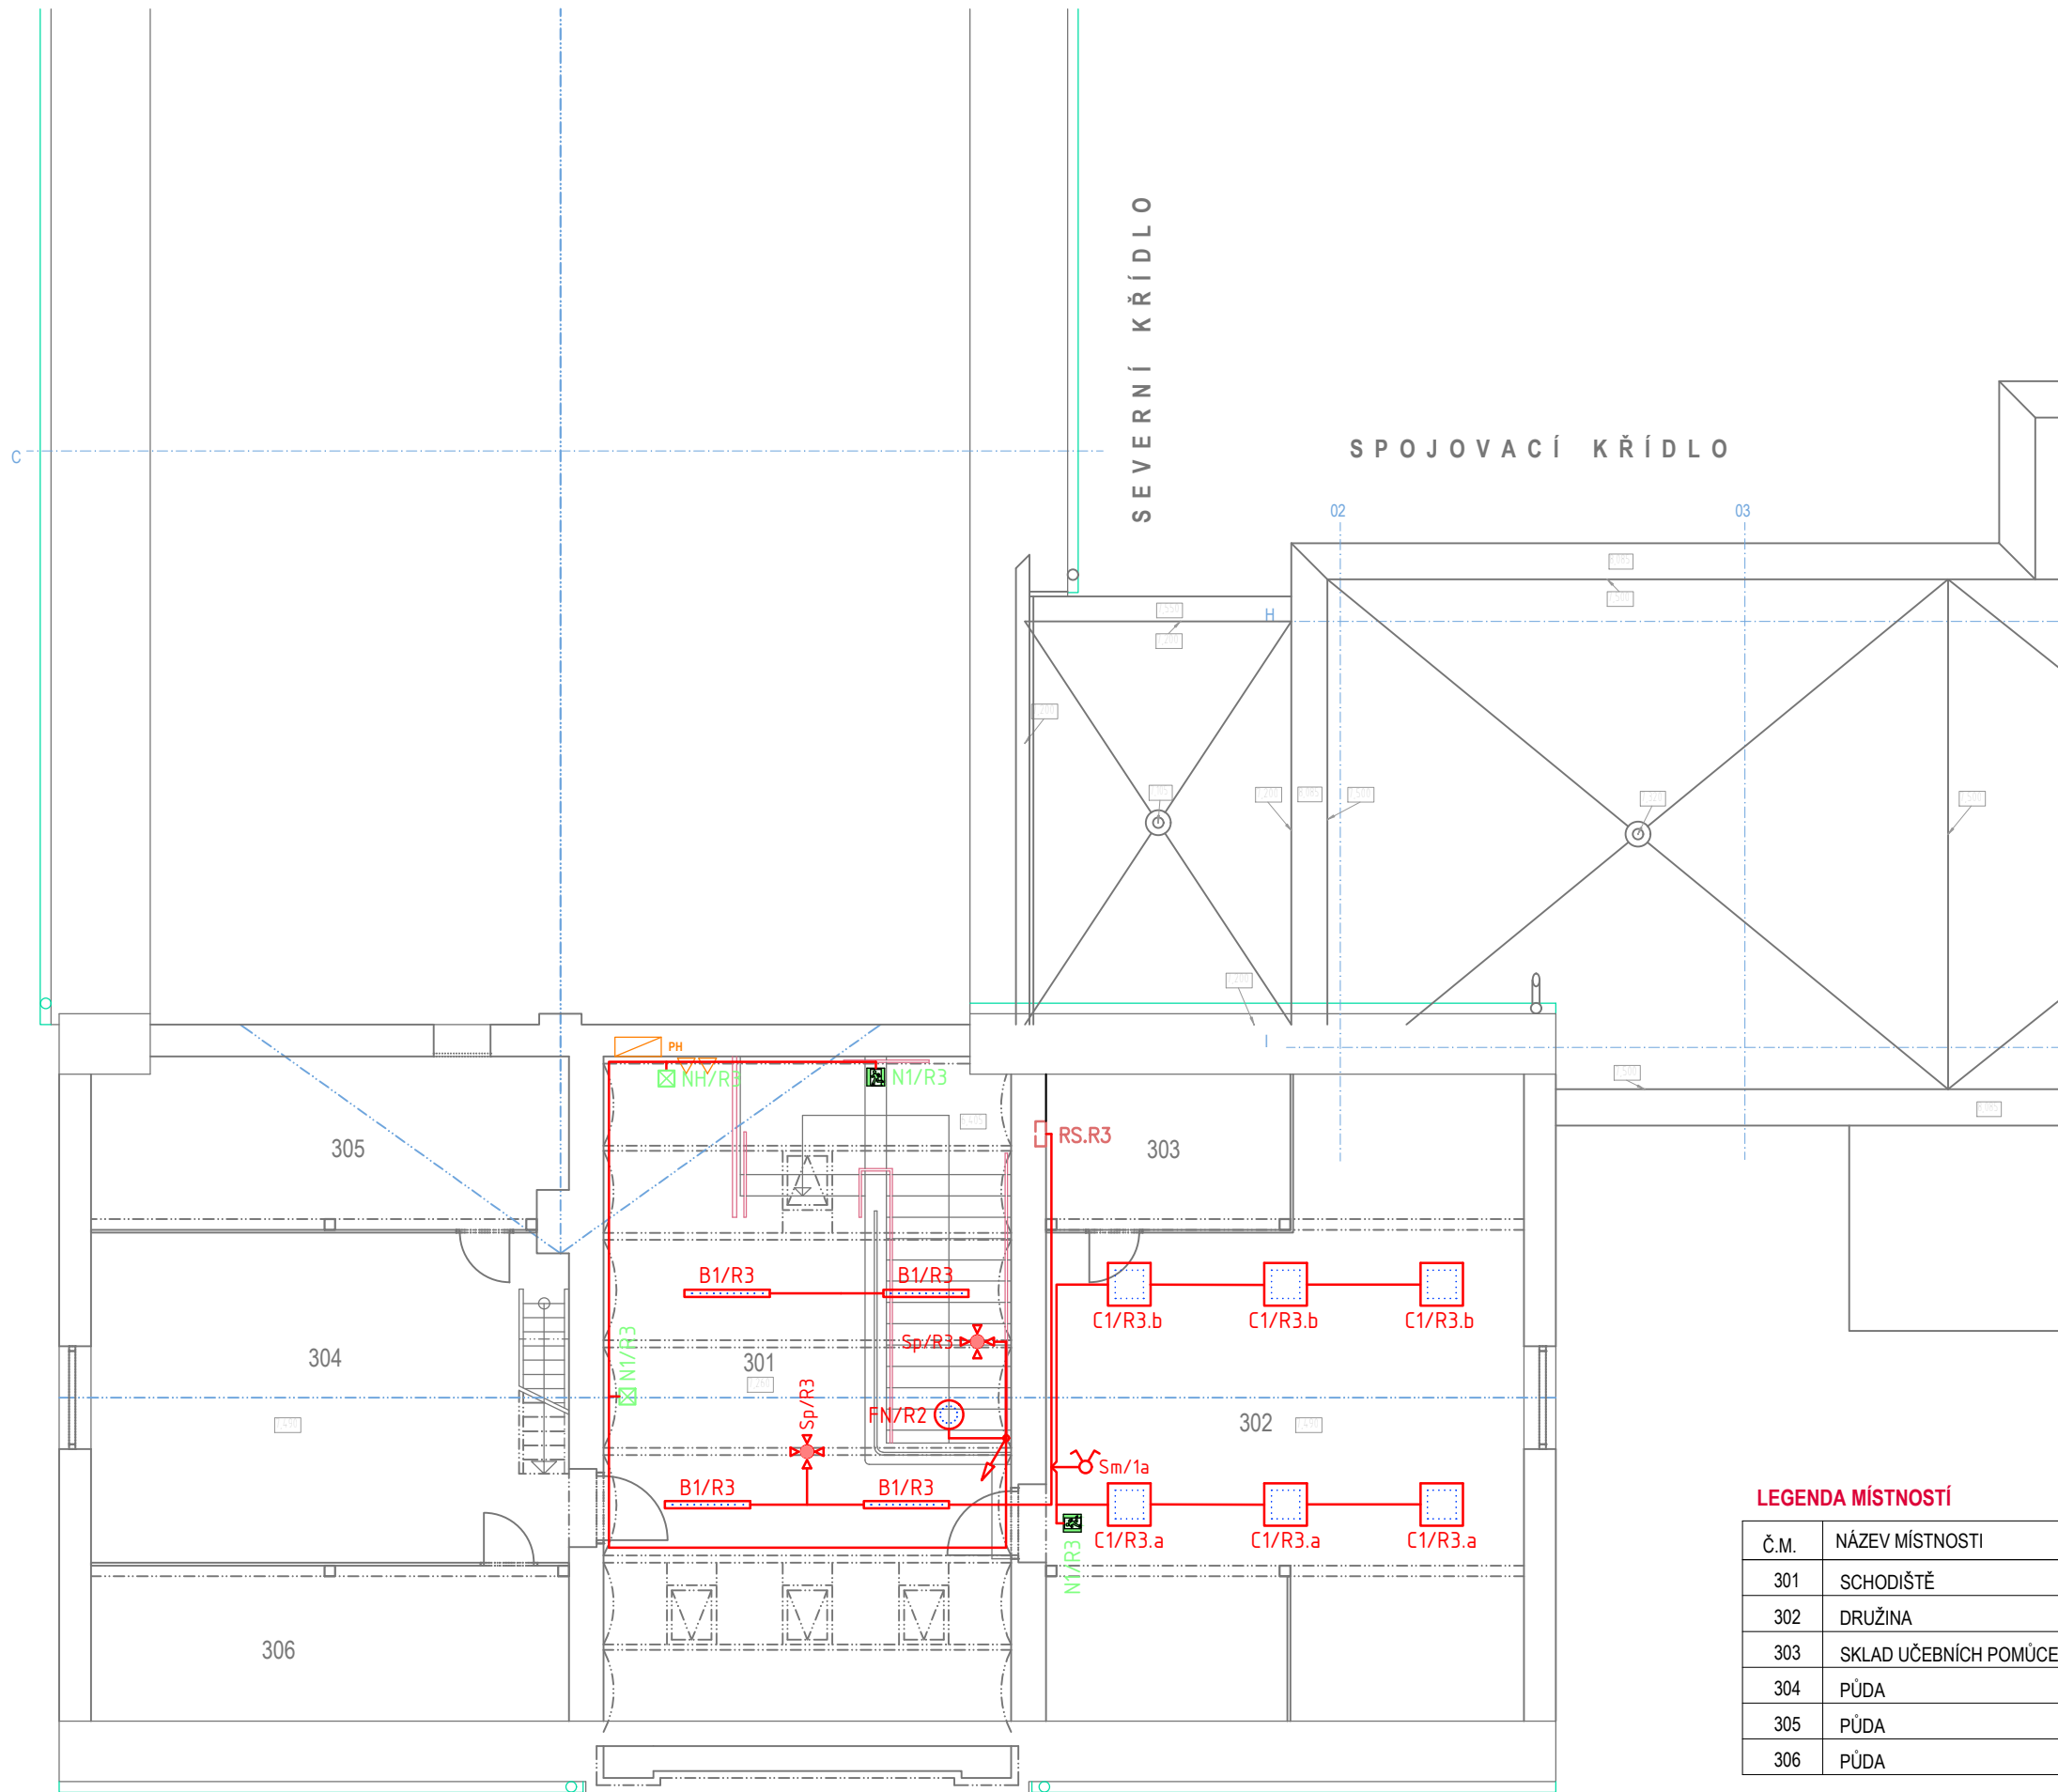 SEVERNÍ KŘÍDLO
SPOJOVACÍ KŘÍDLO
C
02
03
H
I
PH
NH/R3
N1/R3
RS.R3
305
303
B1/R3
B1/R3
C1/R3.b
C1/R3.b
C1/R3.b
N1/R3
Sp/R3
304
301
Sp/R3
FN/R2
302
Sm/1a
B1/R3
B1/R3
C1/R3.a
C1/R3.a
C1/R3.a
N1/R3
306
LEGENDA MÍSTNOSTÍ
Č.M. NÁZEV MÍSTNOSTI
301 SCHODIŠTĚ
302 DRUŽINA
303 SKLAD UČEBNÍCH POMŮCE
304 PŮDA
305 PŮDA
306 PŮDA